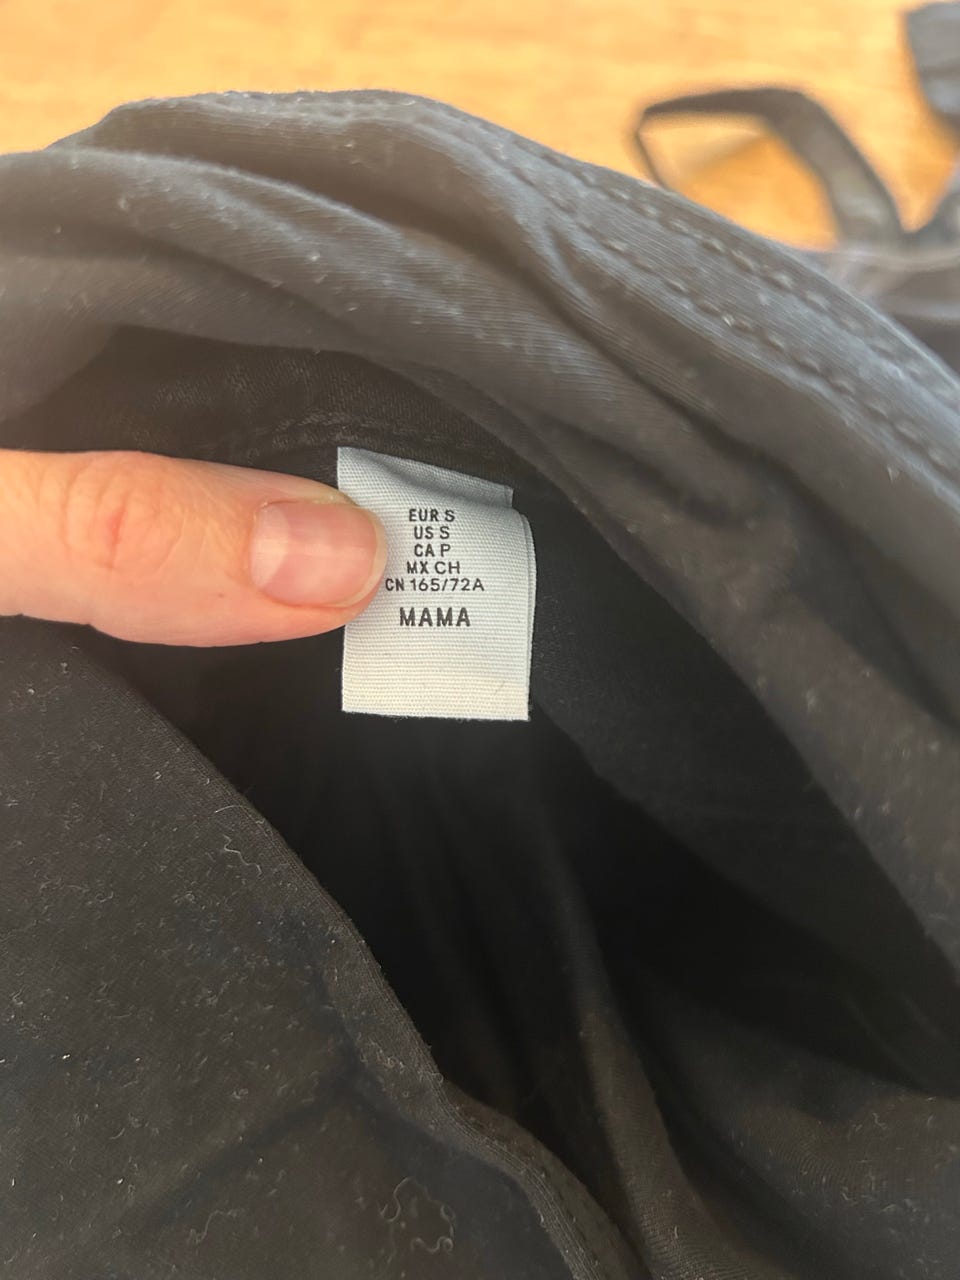 EUR S
US S
CA P
MX CH
CN 165/72A
MAMA